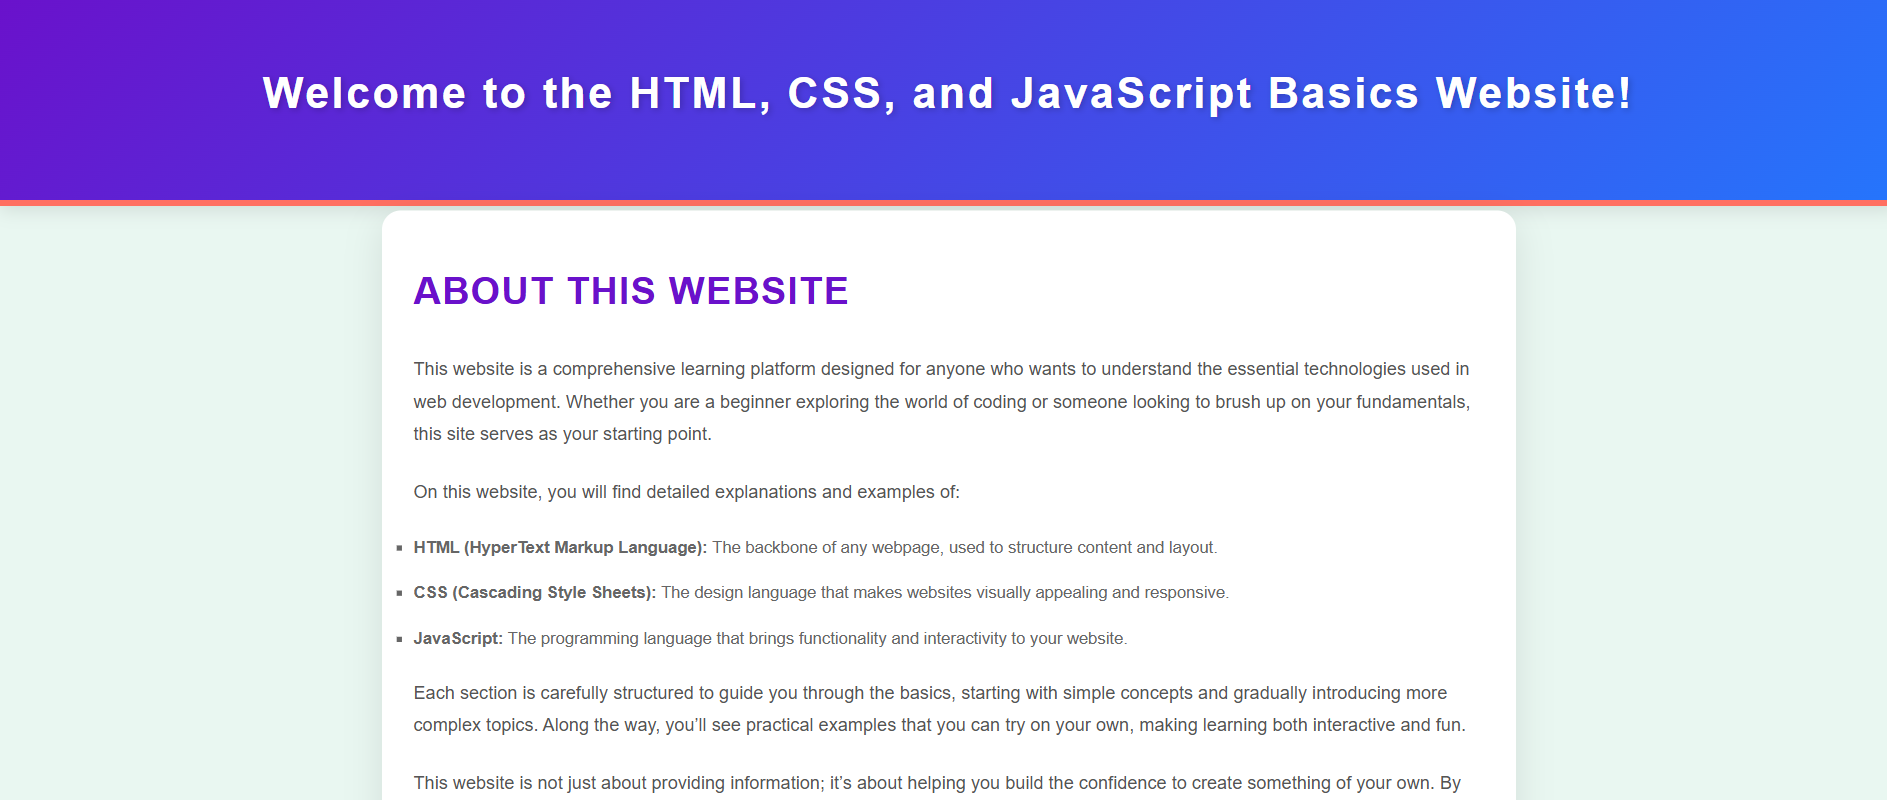 Welcome to the HTML, CSS, and JavaScript Basics Website!
ABOUT THIS WEBSITE
This website is a comprehensive learning platform designed for anyone who wants to understand the essential technologies used in
web development. Whether you are a beginner exploring the world of coding or someone looking to brush up on your fundamentals,
this site serves as your starting point.
On this website, you will find detailed explanations and examples of:
HTML (HyperText Markup Language): The backbone of any webpage, used to structure content and layout.
CSS (Cascading Style Sheets): The design language that makes websites visually appealing and responsive.
JavaScript: The programming language that brings functionality and interactivity to your website.
Each section is carefully structured to guide you through the basics, starting with simple concepts and gradually introducing more
complex topics. Along the way, you’ll see practical examples that you can try on your own, making learning both interactive and fun.
This website is not just about providing information; it’s about helping you build the confidence to create something of your own. By